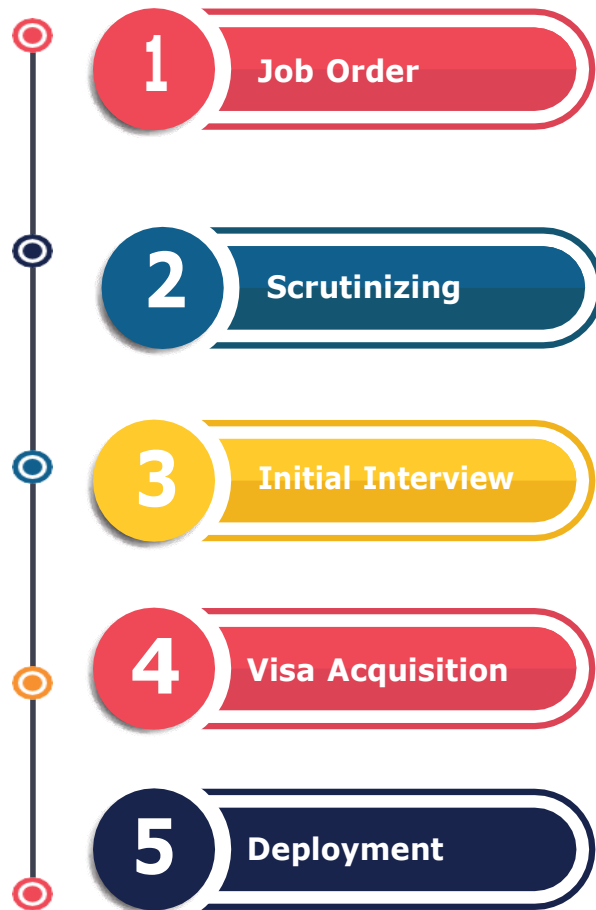 1
Job Order
2
Scrutinizing
3
Initial Interview
4
Visa Acquisition
5
Deployment